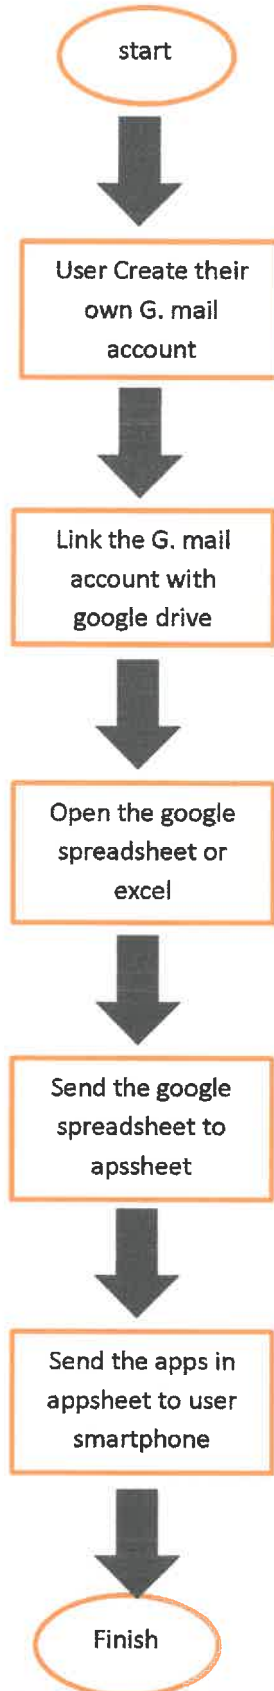 start
User Create their
own G. mail
account
Link the G. mail
account with
google drive
Open the google
spreadsheet or
excel
Send the google
spreadsheet to
apssheet
Send the apps in
appsheet to user
smartphone
Finish